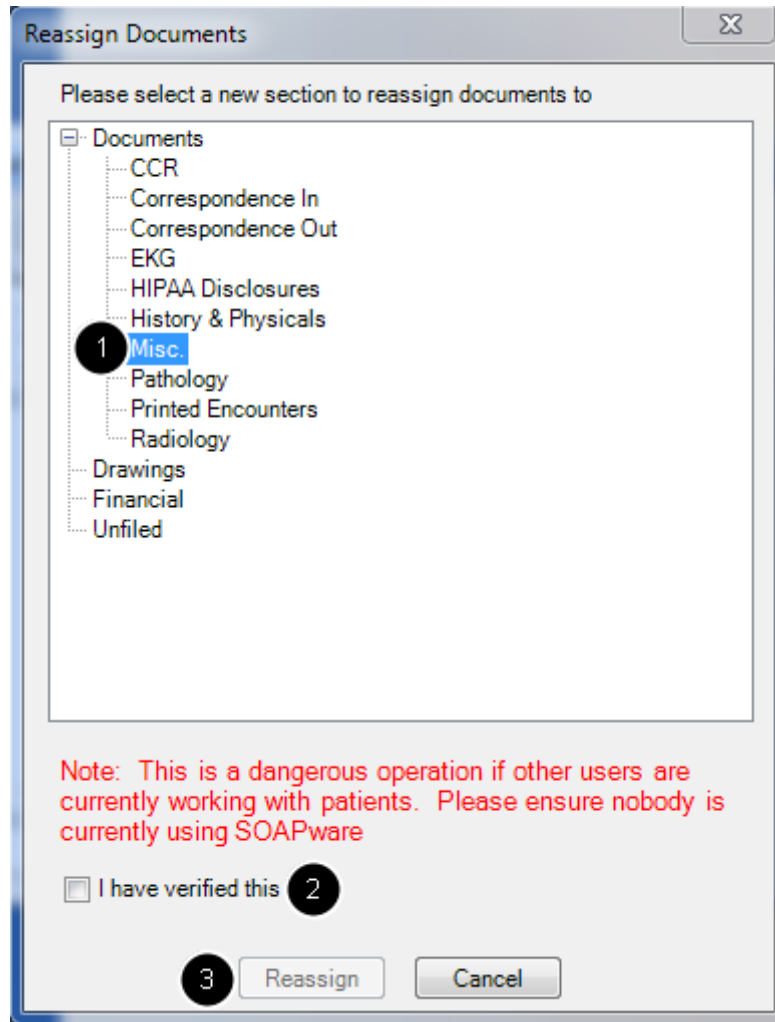 Reassign Documents
Please select a new section to reassign documents to
Documents
CCR
Correspondence In
Correspondence Out
EKG
HIPAA Disclosures
History & Physicals
1 Misc.
Pathology
Printed Encounters
Radiology
Drawings
Financial
Unfiled
Note: This is a dangerous operation if other users are
currently working with patients. Please ensure nobody is
currently using SOAPware
I have verified this 2
3 Reassign Cancel